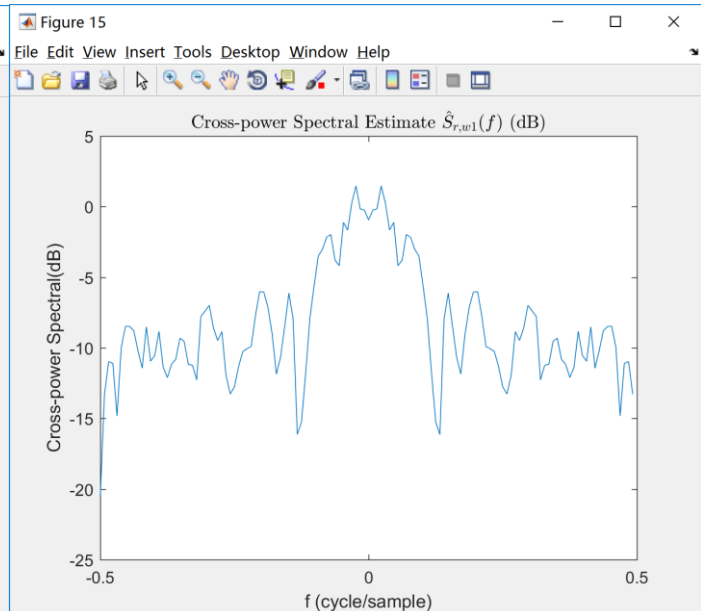 Figure 15
File Edit View Insert Tools Desktop Window Help
Cross-power Spectral Estimate $\hat{S}_{r,w1}(f)$ (dB)
Cross-power Spectral(dB)
5
0
-5
-10
-15
-20
-25
-0.5
0
0.5
f (cycle/sample)